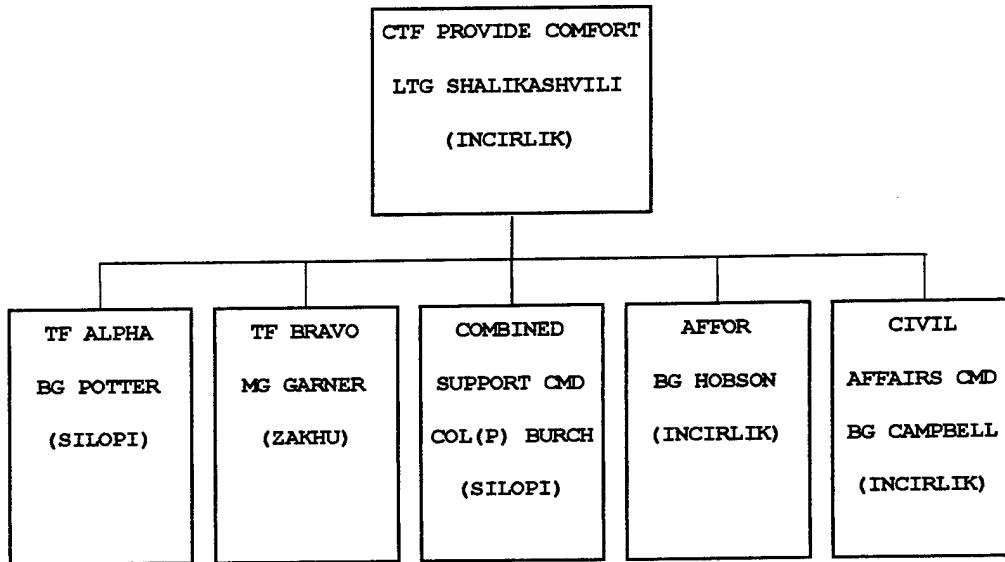 CTF PROVIDE COMFORT
LTG SHALIKASHVILI
(INCIRLIK)
TF ALPHA
BG POTTER
(SILOPI)
TF BRAVO
MG GARNER
(ZAKHU)
COMBINED
SUPPORT CMD
COL(P) BURCH
(SILOPI)
AFFOR
BG HOBSON
(INCIRLIK)
CIVIL
AFFAIRS CMD
BG CAMPBELL
(INCIRLIK)